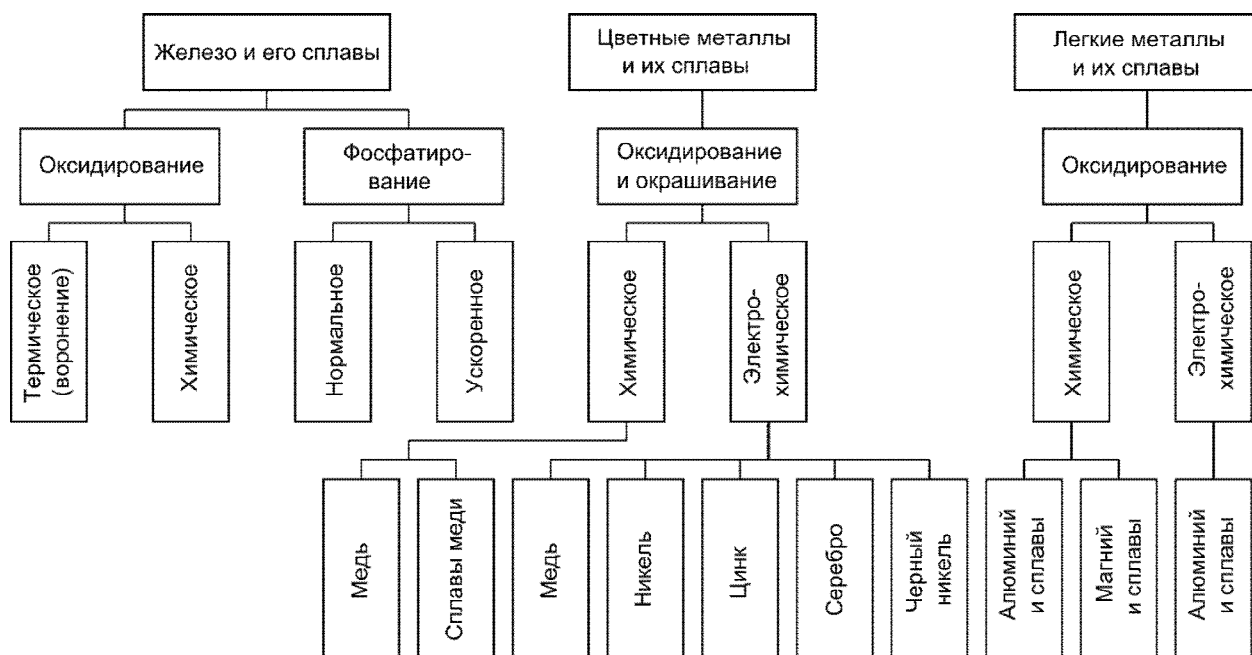 Железо и его сплавы
Цветные металлы
и их сплавы
Легкие металлы
и их сплавы
Оксидирование
Фосфатиро-
вание
Оксидирование
и окрашивание
Оксидирование
Термическое
(воронение)
Химическое
Нормальное
Ускоренное
Химическое
Электро-
химическое
Химическое
Электро-
химическое
Медь
Сплавы меди
Медь
Никель
Цинк
Серебро
Черный
никель
Алюминий
и сплавы
Магний
и сплавы
Алюминий
и сплавы